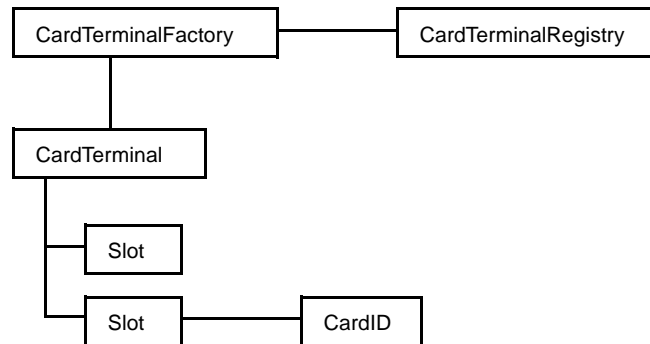 CardTerminalFactory
CardTerminalRegistry
CardTerminal
Slot
Slot
CardID